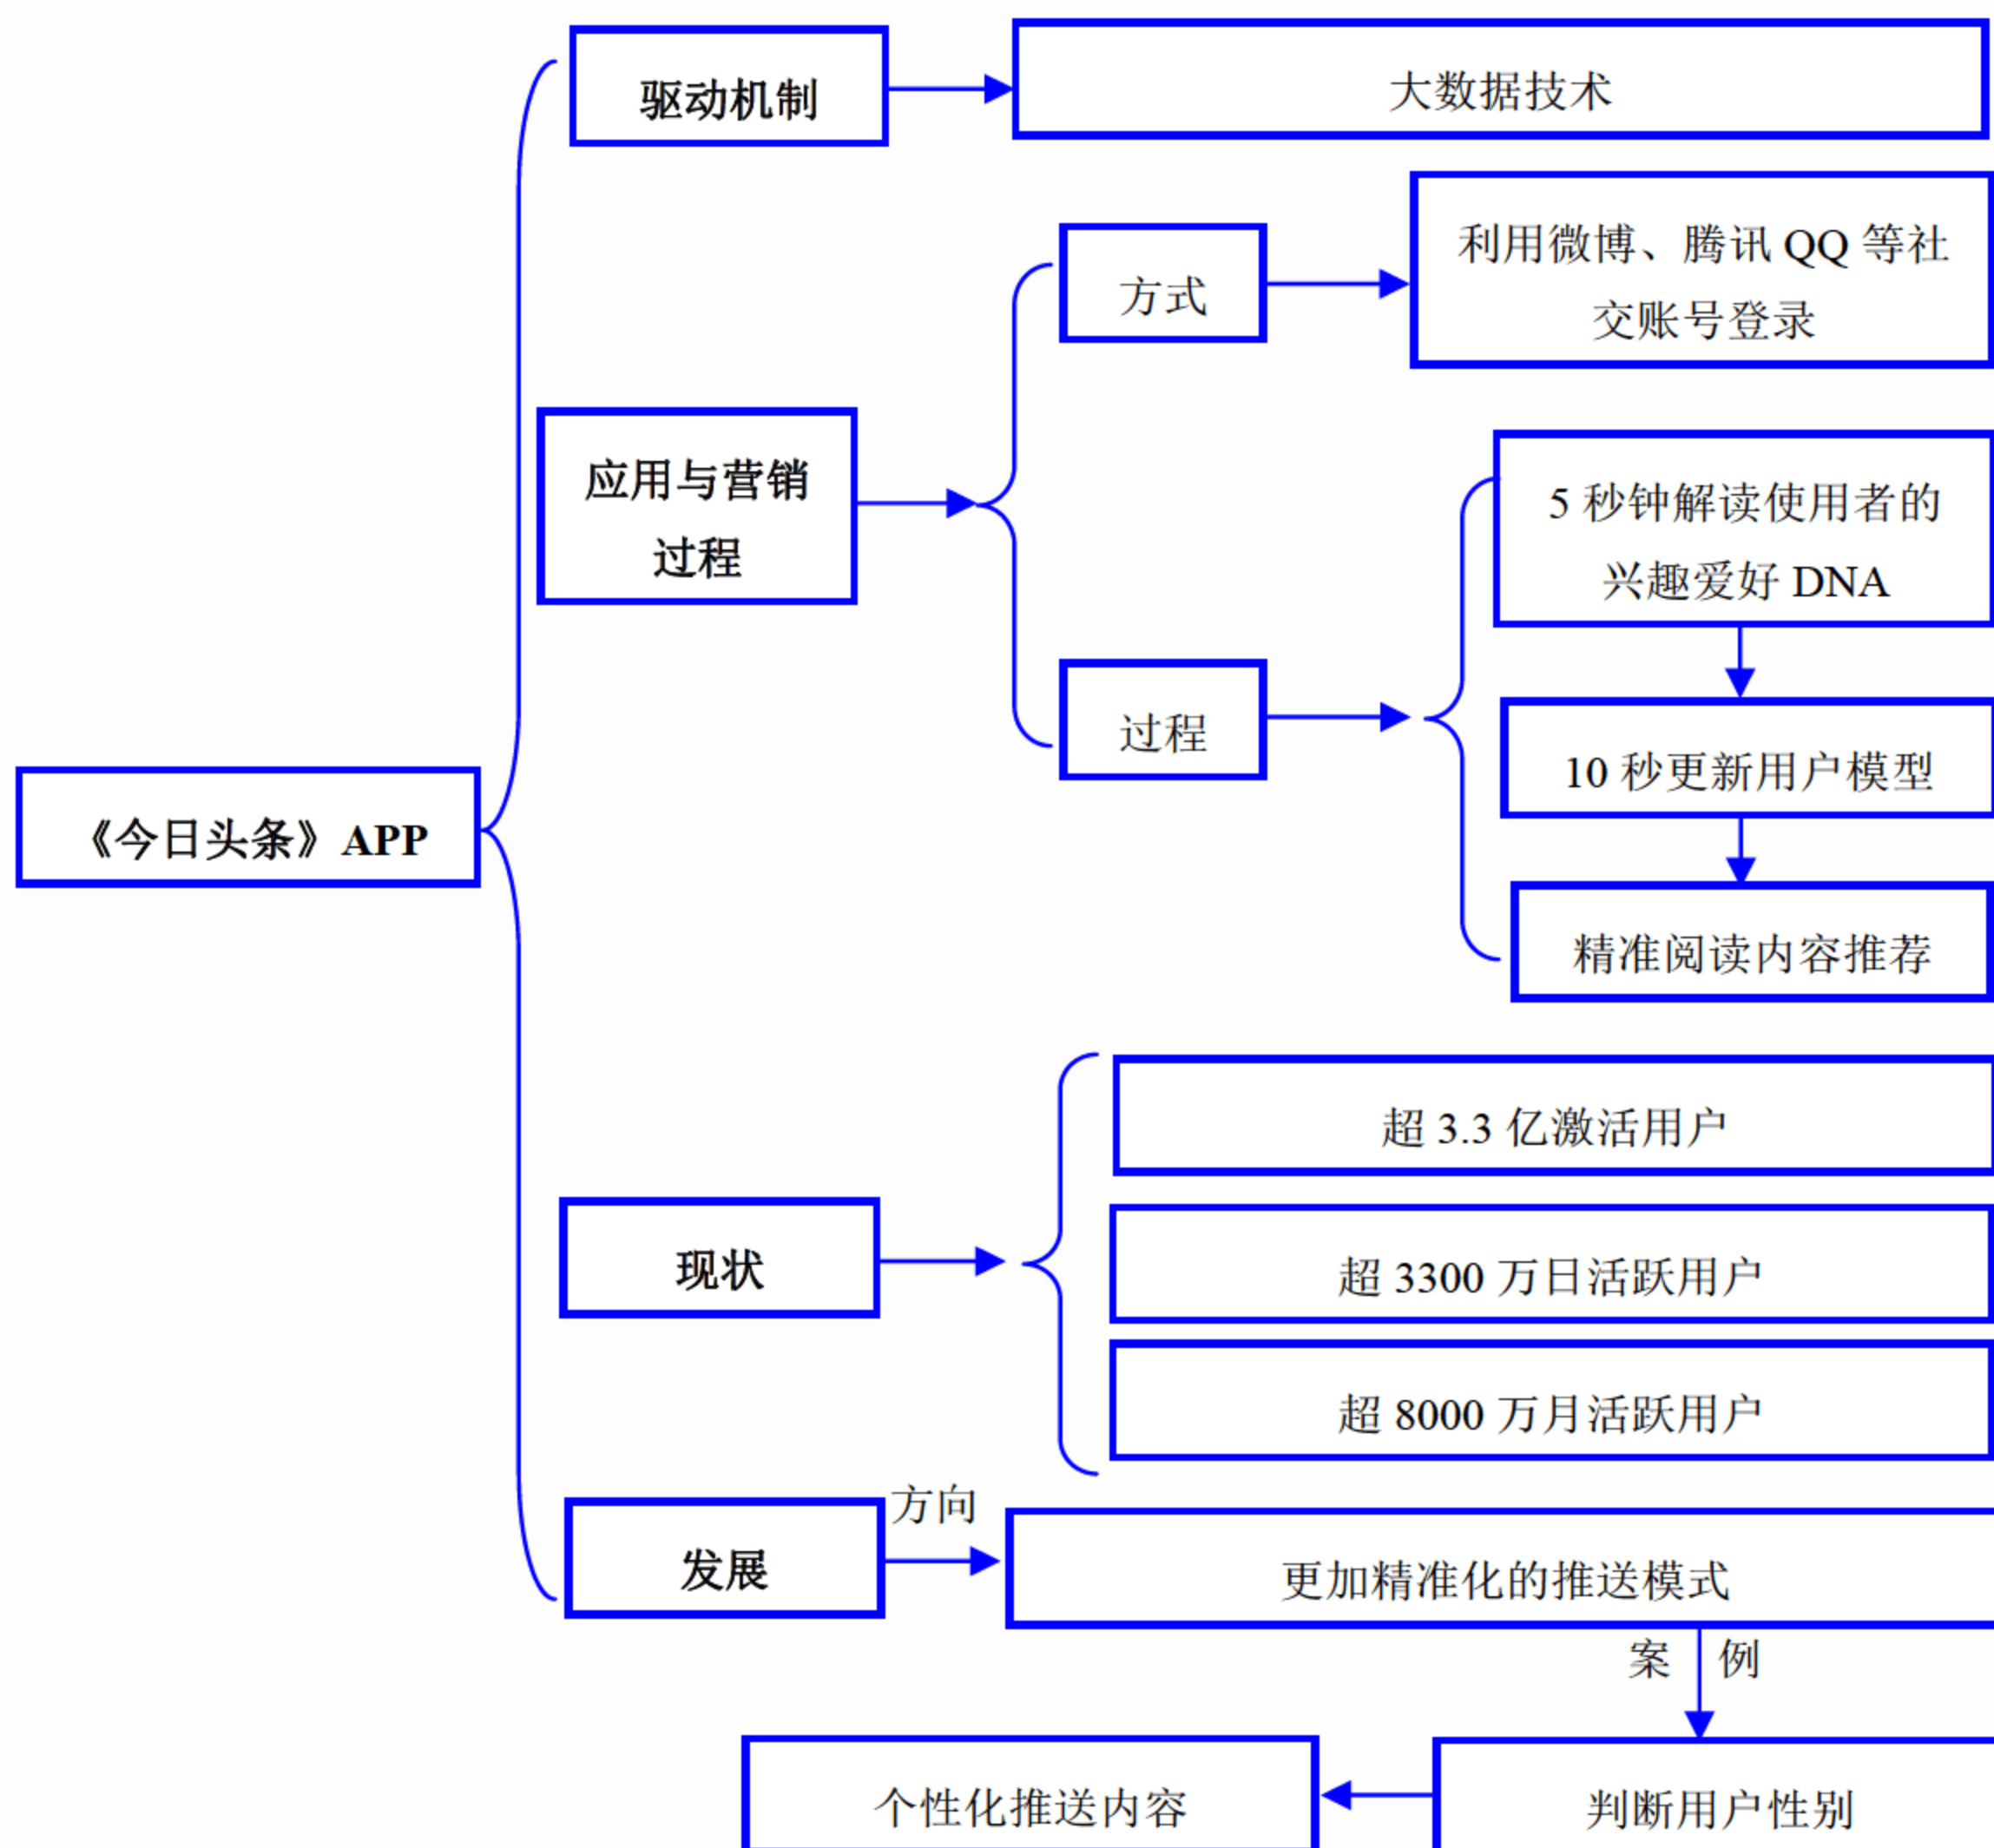 驱动机制
大数据技术
利用微博、腾讯 QQ 等社
交账号登录
方式
应用与营销
过程
5 秒钟解读使用者的
兴趣爱好 DNA
过程
10 秒更新用户模型
精准阅读内容推荐
《今日头条》APP
超 3.3 亿激活用户
现状
超 3300 万日活跃用户
超 8000 万月活跃用户
发展
方向
更加精准化的推送模式
案 例
个性化推送内容
判断用户性别